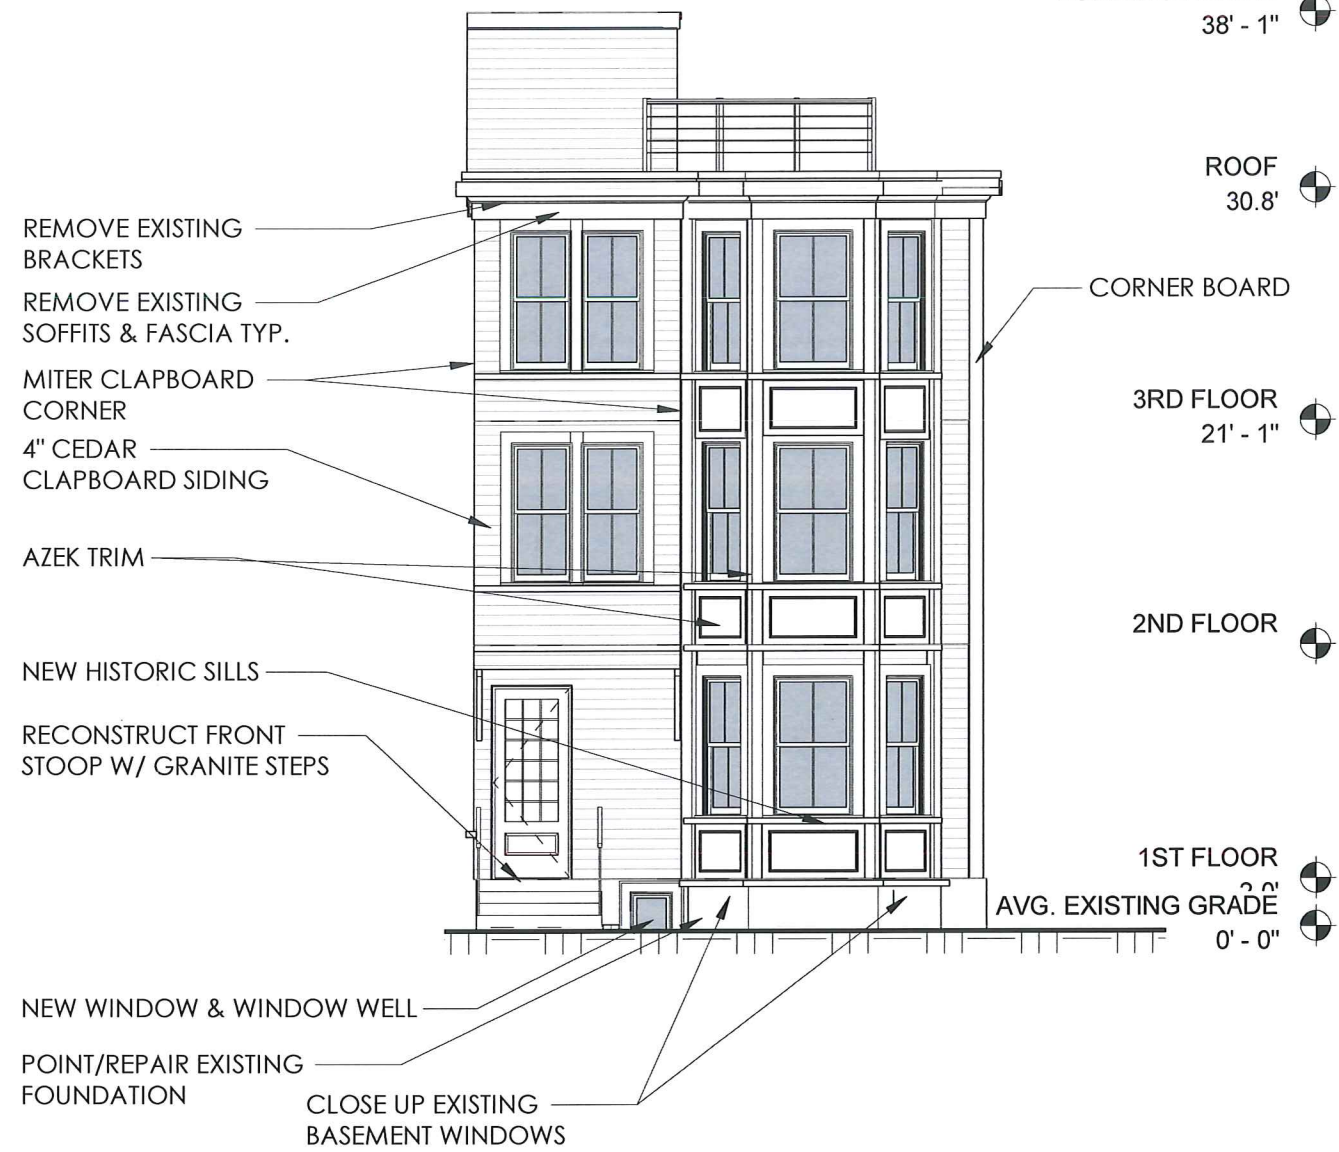 38' - 1"
ROOF
30.8'
REMOVE EXISTING
BRACKETS
REMOVE EXISTING
SOFFITS & FASCIA TYP.
CORNER BOARD
MITER CLAPBOARD
CORNER
3RD FLOOR
21' - 1"
4" CEDAR
CLAPBOARD SIDING
AZEK TRIM
2ND FLOOR
NEW HISTORIC SILLS
RECONSTRUCT FRONT
STOOP W/ GRANITE STEPS
1ST FLOOR
AVG. EXISTING GRADE
0' - 0"
NEW WINDOW & WINDOW WELL
POINT/REPAIR EXISTING
FOUNDATION
CLOSE UP EXISTING
BASEMENT WINDOWS